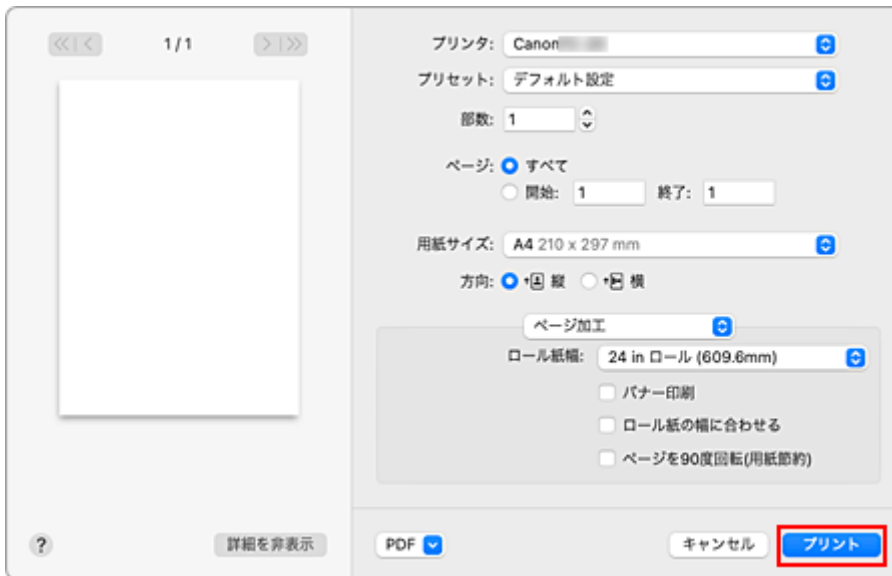 1 / 1
プリンタ: Canon
プリセット: デフォルト設定
部数: 1
ページ: すべて
開始: 1 終了: 1
用紙サイズ: A4 210 x 297 mm
方向: 縦 横
ページ加工
ロール紙幅: 24 in ロール (609.6mm)
バナー印刷
ロール紙の幅に合わせる
ページを90度回転(用紙節約)
? 詳細を非表示 PDF キャンセル プリント